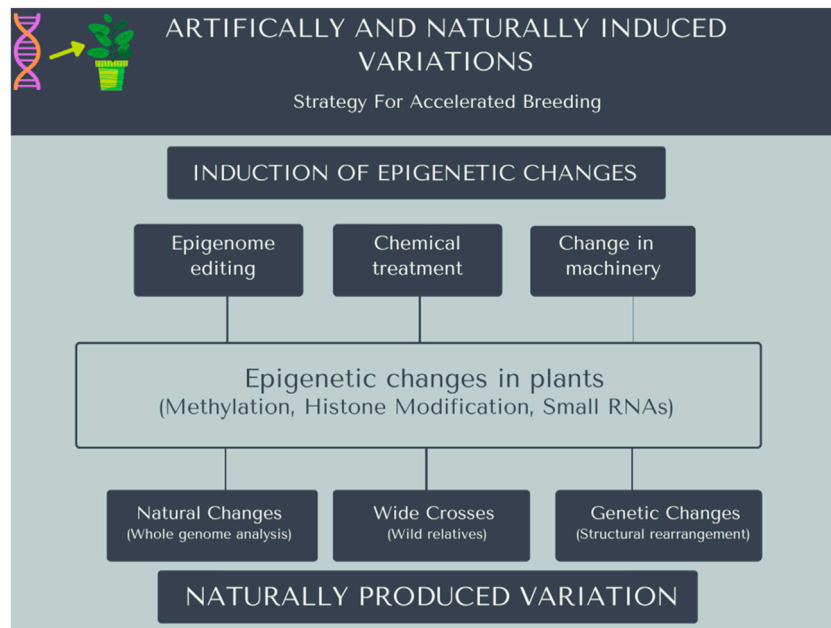 ARTIFICALLY AND NATURALLY INDUCED
VARIATIONS
Strategy For Accelerated Breeding
INDUCTION OF EPIGENETIC CHANGES
Epigenome
editing
Chemical
treatment
Change in
machinery
Epigenetic changes in plants
(Methylation, Histone Modification, Small RNAs)
Natural Changes
(Whole genome analysis)
Wide Crosses
(Wild relatives)
Genetic Changes
(Structural rearrangement)
NATURALLY PRODUCED VARIATION